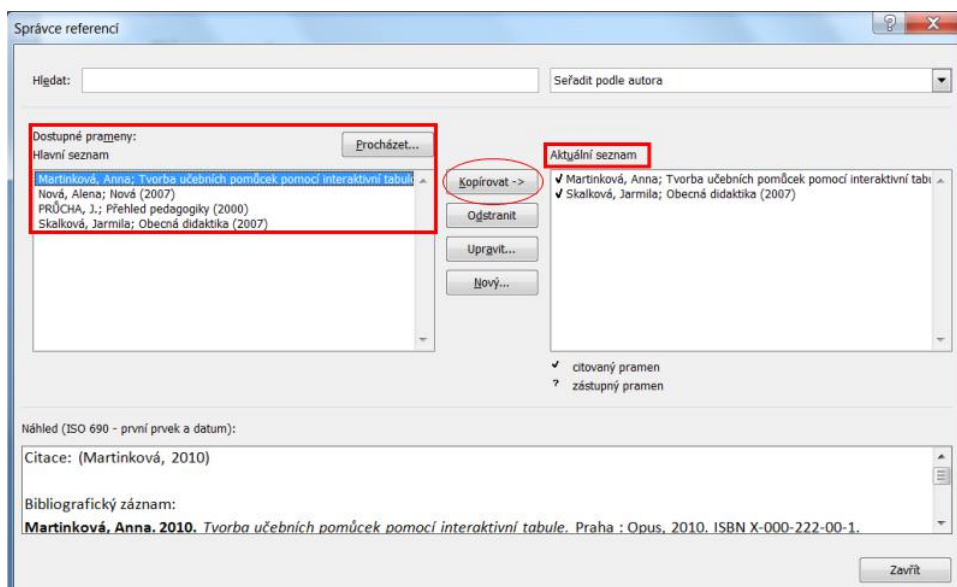 Správce referencí
Hledat:
Seřadit podle autora
Dostupné prameny:
Hlavní seznam
Procházet...
Aktuální seznam
Martinková, Anna; Tvorba učebních pomůcek pomocí interaktivní tabule
Nová, Alena; Nová (2007)
PRŮCHA, J.; Přehled pedagogiky (2000)
Skalková, Jarmila; Obecná didaktika (2007)
Kopírovat ->
Odstranit
Upravit...
Nový...
✓ Martinková, Anna; Tvorba učebních pomůcek pomocí interaktivní tabu
✓ Skalková, Jarmila; Obecná didaktika (2007)
✓ citovaný pramen
? zástupný pramen
Náhled (ISO 690 - první prvek a datum):
Citace: (Martinková, 2010)
Bibliografický záznam:
Martinková, Anna. 2010. Tvorba učebních pomůcek pomocí interaktivní tabule. Praha : Opus, 2010. ISBN X-000-222-00-1.
Zavřít